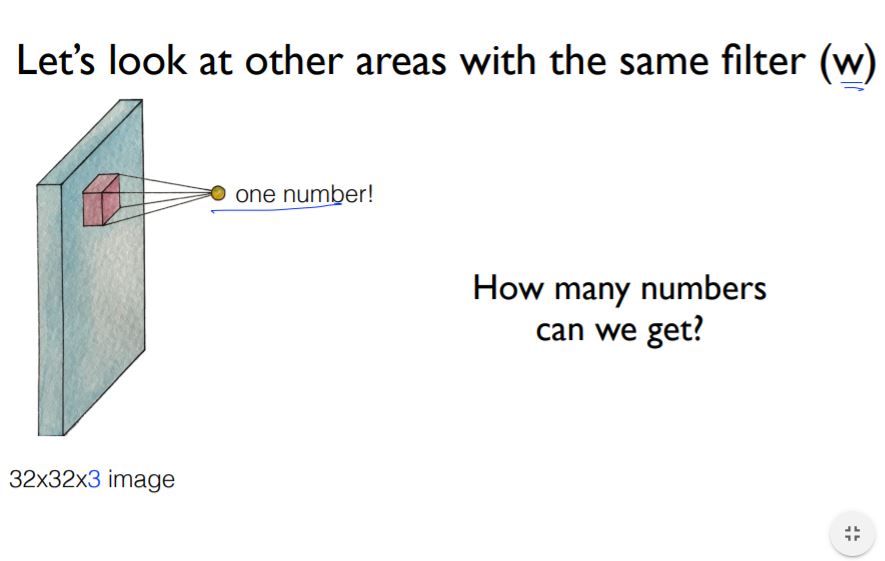 Let's look at other areas with the same filter (w)
one number!
How many numbers
can we get?
32x32x3 image